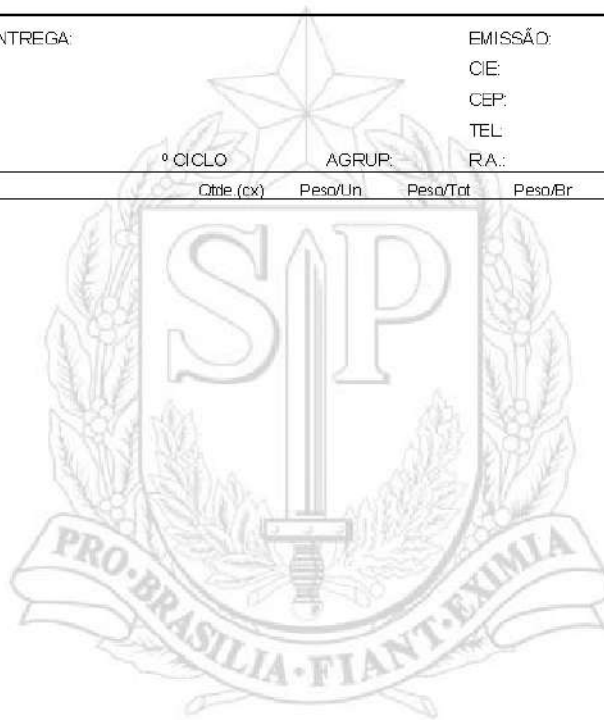 NTREGA: EMISSÃO:
CIE:
CEP:
TEL:
º CICLO AGRUP: R.A.:
Qtde.(cx) Peso/Un Peso/Tot Peso/Br
SP
PRO·BRASILIA·FIANT·EXIMIA